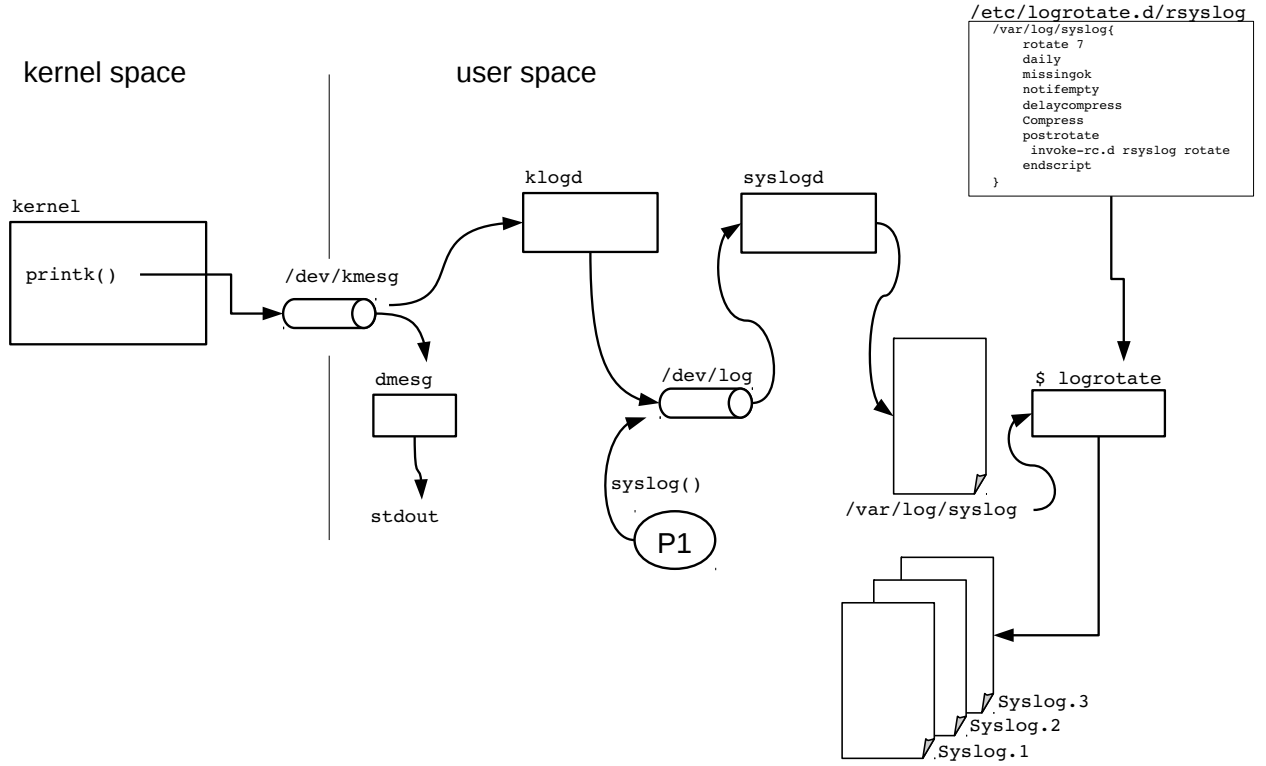 /etc/logrotate.d/rsyslog
/var/log/syslog{
rotate 7
daily
missingok
notifempty
delaycompress
Compress
postrotate
invoke-rc.d rsyslog rotate
endscript
}
kernel space
user space
klogd
syslogd
kernel
printk()
/dev/kmesg
/dev/log
dmesg
$ logrotate
syslog()
stdout
/var/log/syslog
P1
Syslog.3
Syslog.2
Syslog.1